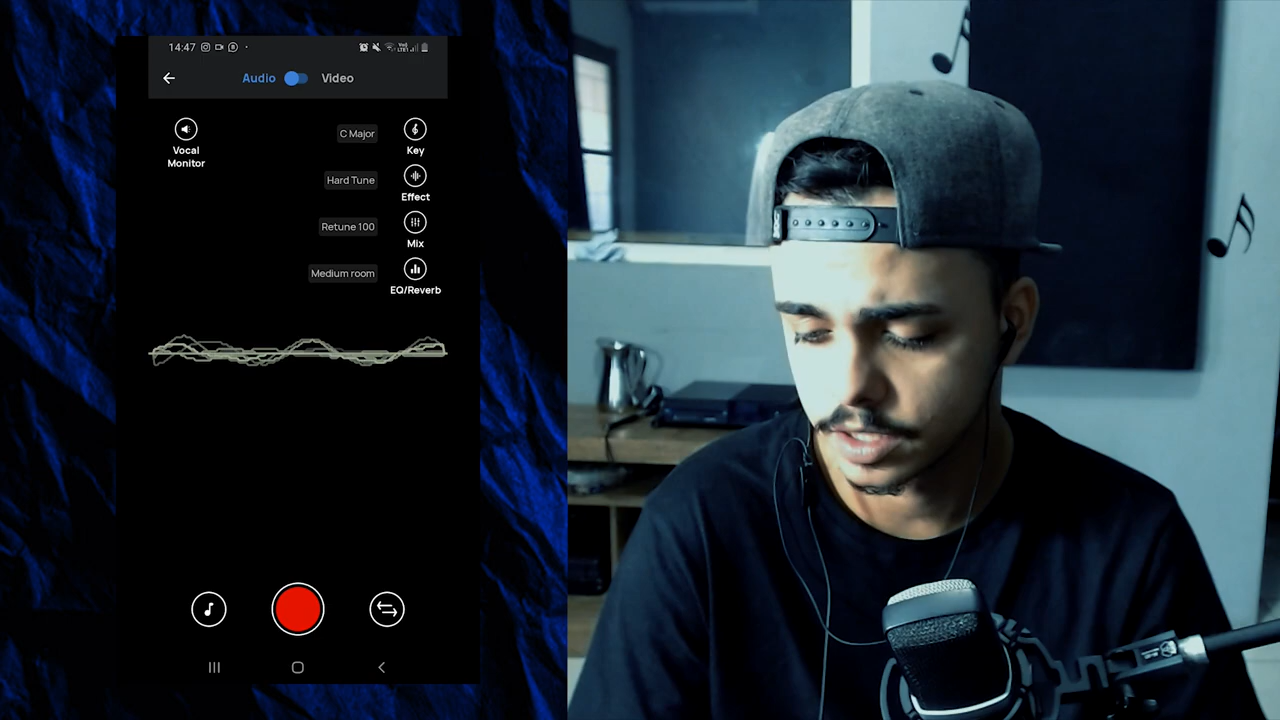 14:47
Audio Video
Vocal
Monitor
C Major
Key
Hard Tune
Effect
Retune 100
Mix
Medium room
EQ/Reverb